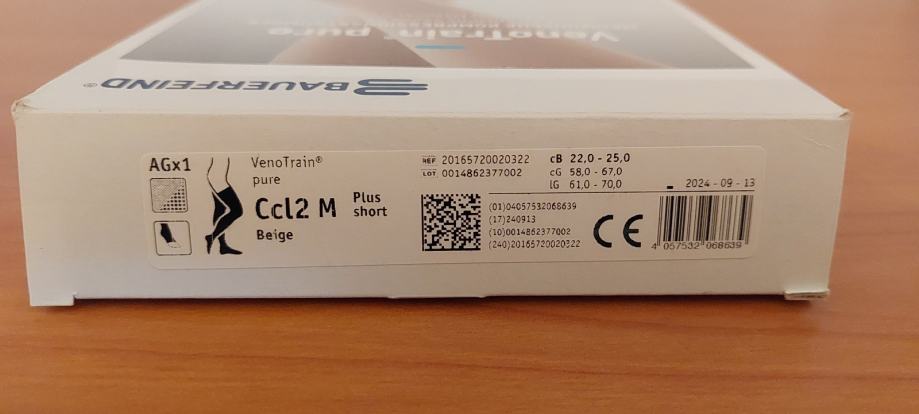 VenoTrain® pure
BAUERFEIND®
AGx1
VenoTrain®
pure
Ccl2 M Plus short
Beige
REF 20165720020322
LOT 0014862377002
cB 22,0 - 25,0
cG 58,0 - 67,0
lG 61,0 - 70,0
2024 - 09 - 13
(01)04057532068639
(17)240913
(10)0014862377002
(240)20165720020322
CE
4 057532 068639